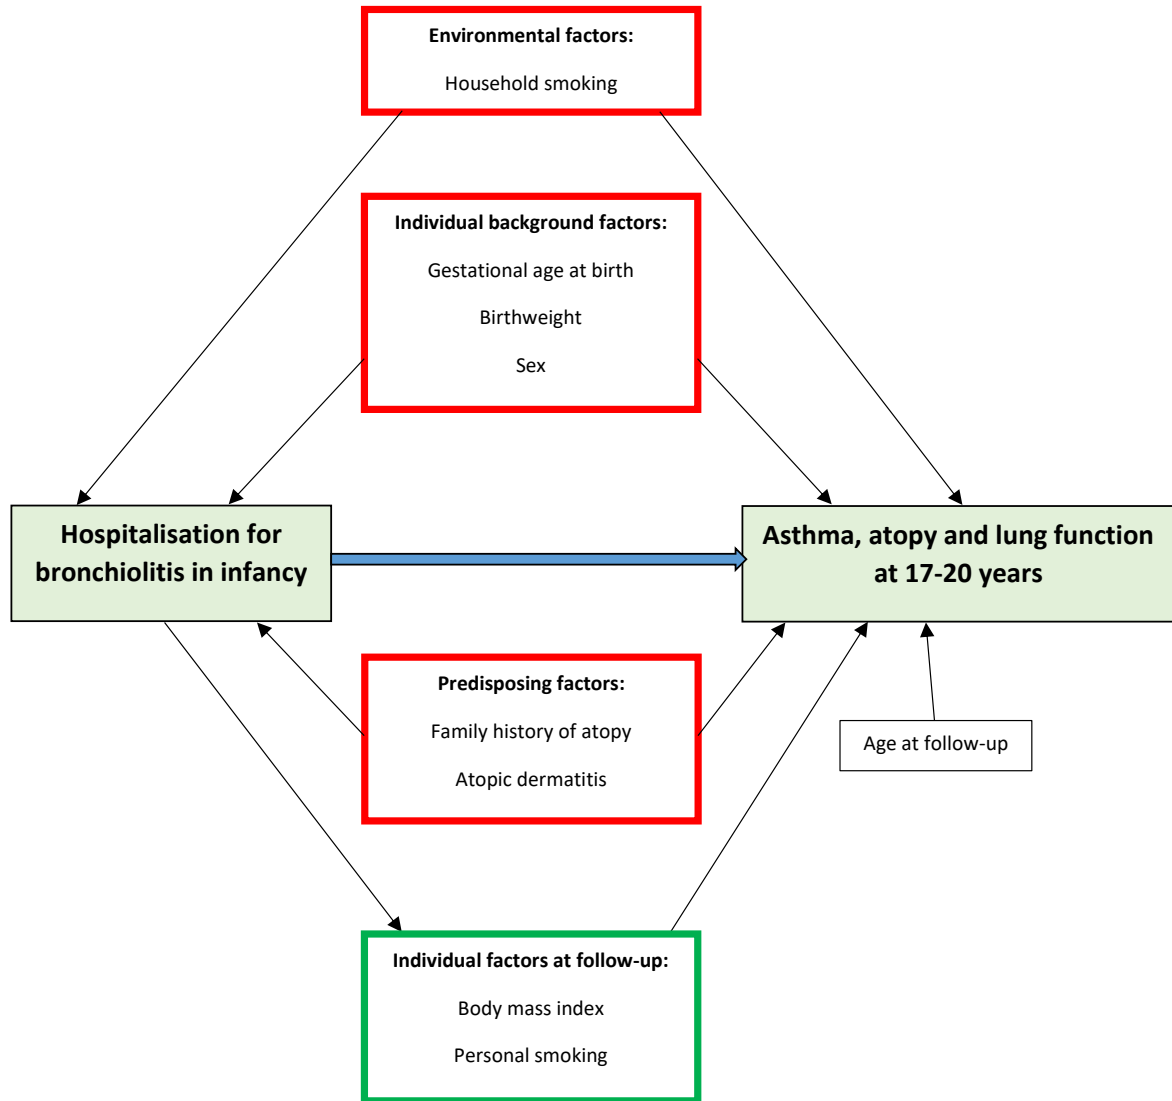 Environmental factors:
Household smoking
Individual background factors:
Gestational age at birth
Birthweight
Sex
Hospitalisation for
bronchiolitis in infancy
Asthma, atopy and lung function
at 17-20 years
Predisposing factors:
Family history of atopy
Atopic dermatitis
Age at follow-up
Individual factors at follow-up:
Body mass index
Personal smoking